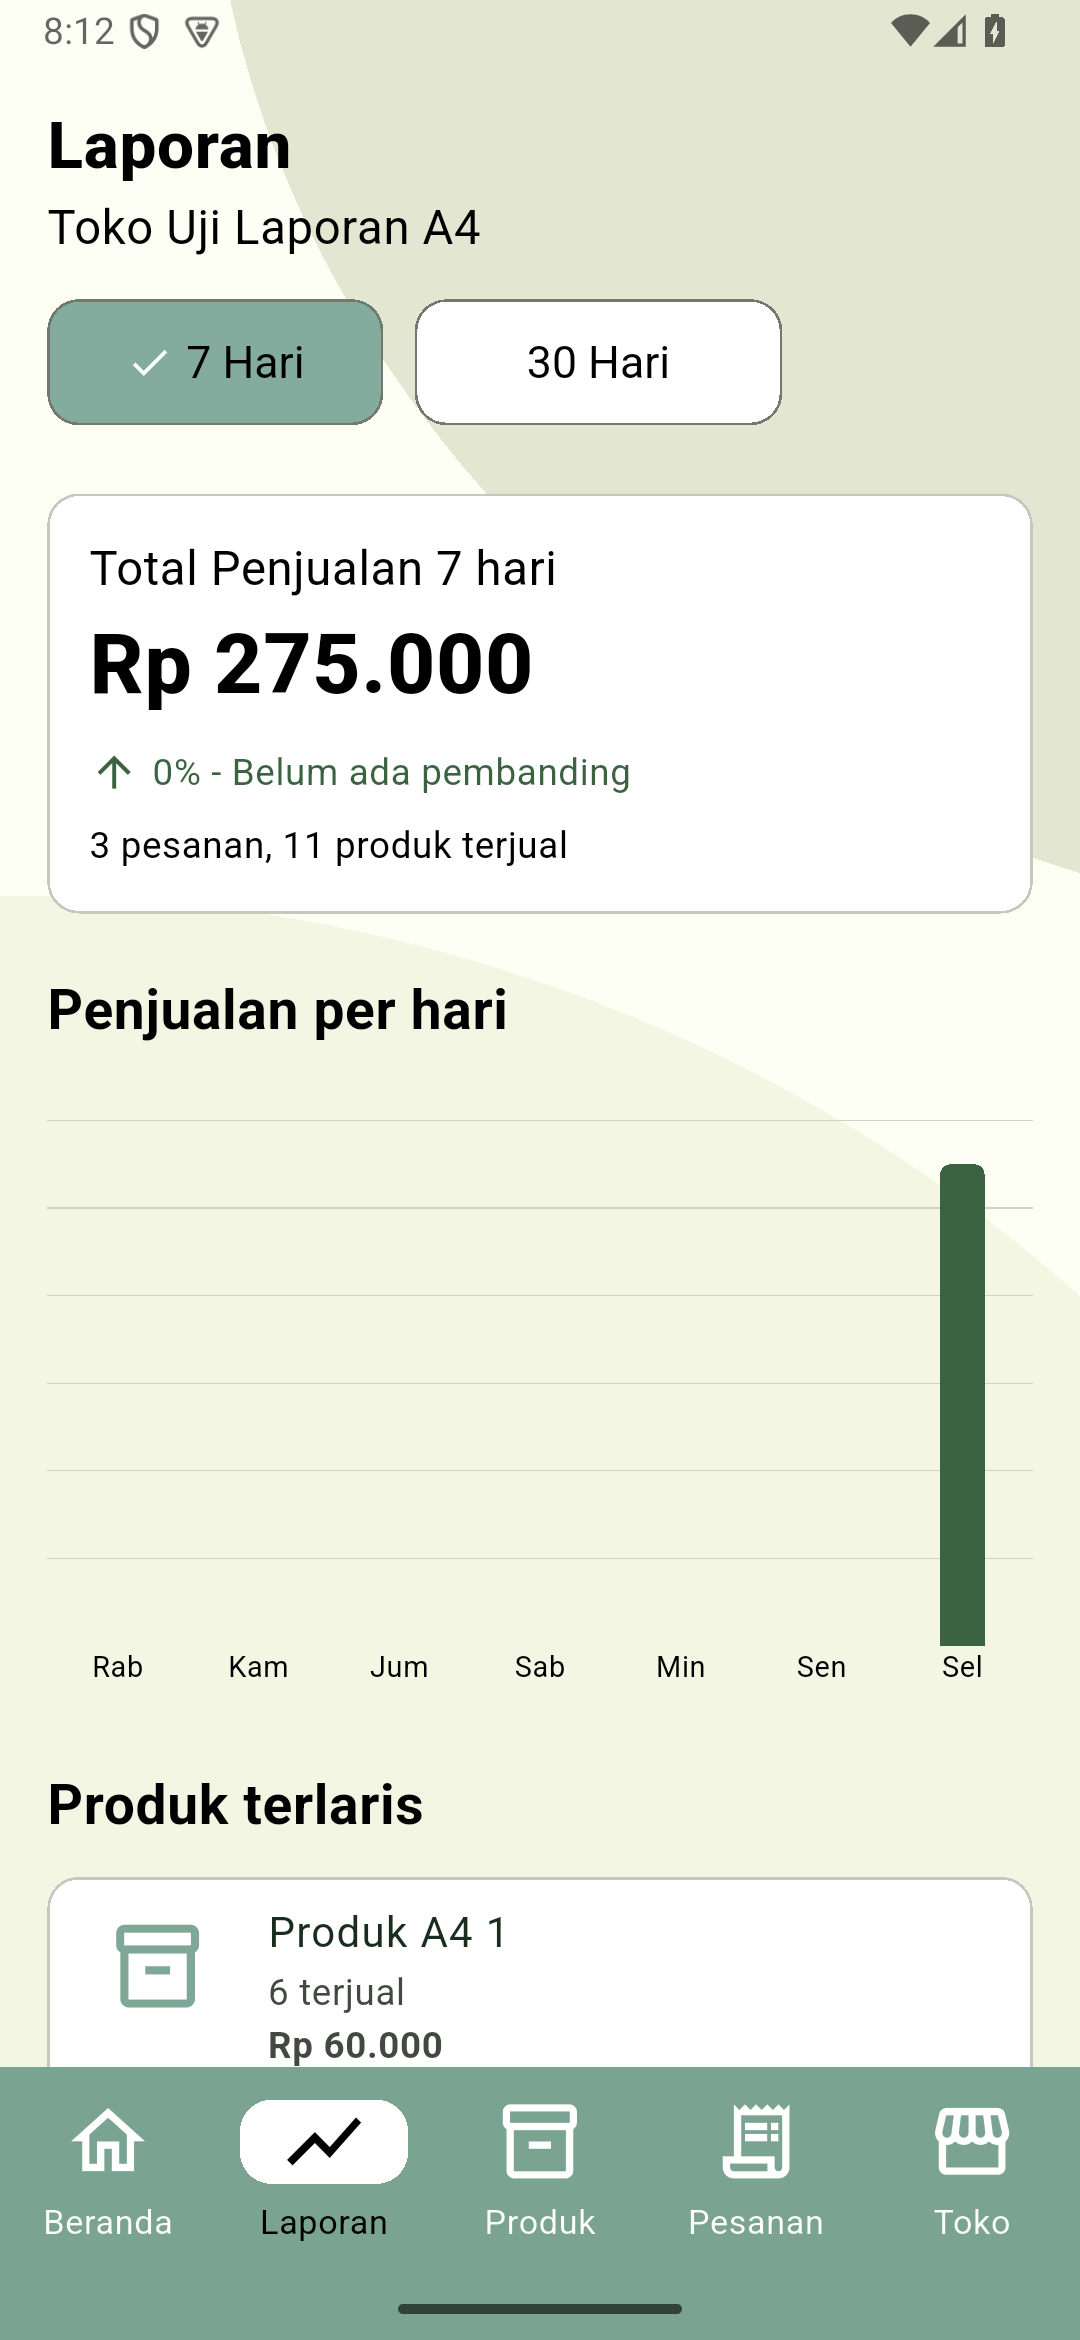 8:12
Laporan
Toko Uji Laporan A4
7 Hari
30 Hari
Total Penjualan 7 hari
Rp 275.000
0% - Belum ada pembanding
3 pesanan, 11 produk terjual
Penjualan per hari
Rab Kam Jum Sab Min Sen Sel
Produk terlaris
Produk A4 1
6 terjual
Rp 60.000
Beranda Laporan Produk Pesanan Toko